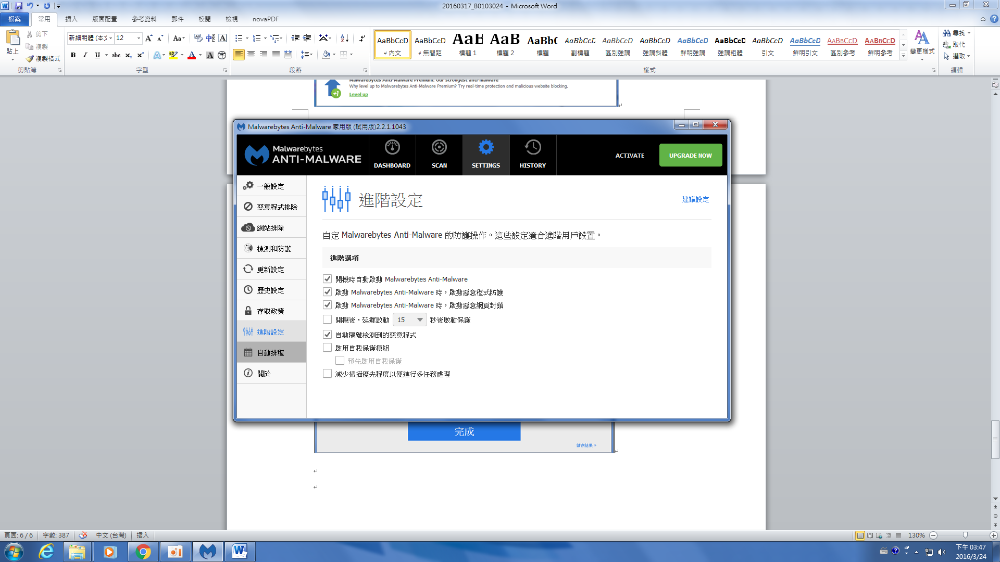 20160317_B0103024 - Microsoft Word
檔案 常用 插入 版面配置 參考資料 郵件 校閱 檢視 novaPDF
貼上 剪下 複製 複製格式 剪貼簿
新細明體 (本文 12 字型
段落
AaBbCcD 內文 AaBbCcD 無間距 AaB 標題 1 AaB 標題 2 AaBbC 標題 AaBbCcD 副標題 AaBbCcD 區別強調 AaBbCcD 強調斜體 AaBbCcD 鮮明強調 AaBbCcD 強調粗體 AaBbCcD 引文 AaBbCcD 鮮明引文 AABBCCD 區別參考 AABBCCD 鮮明參考 變更樣式 樣式
尋找 取代 選取 編輯
Malwarebytes Anti-Malware Premium: Our strongest anti-malware
Why level up to Malwarebytes Anti-Malware Premium? Try real-time protection and malicious website blocking.
+1 Level up
Malwarebytes Anti-Malware 家用版 (試用版)2.2.1.1043
Malwarebytes
ANTI-MALWARE
DASHBOARD SCAN SETTINGS HISTORY ACTIVATE UPGRADE NOW
一般設定
惡意程式排除
網站排除
檢測和防護
更新設定
歷史設定
存取政策
進階設定
自動排程
關於
進階設定 建議設定
自定 Malwarebytes Anti-Malware 的防護操作。這些設定適合進階用戶設置。
進階選項
開機時自動啟動 Malwarebytes Anti-Malware
啟動 Malwarebytes Anti-Malware 時，啟動惡意程式防護
啟動 Malwarebytes Anti-Malware 時，啟動惡意網頁封鎖
開機後，延遲啟動 15 秒後啟動保護
自動隔離檢測到的惡意程式
啟用自我保護模組
預先啟用自我保護
減少掃描優先程度以便進行多任務處理
完成
儲存結果 »
頁面: 6 / 6 字數: 387 中文 (台灣) 插入 130%
下午 03:47
2016/3/24